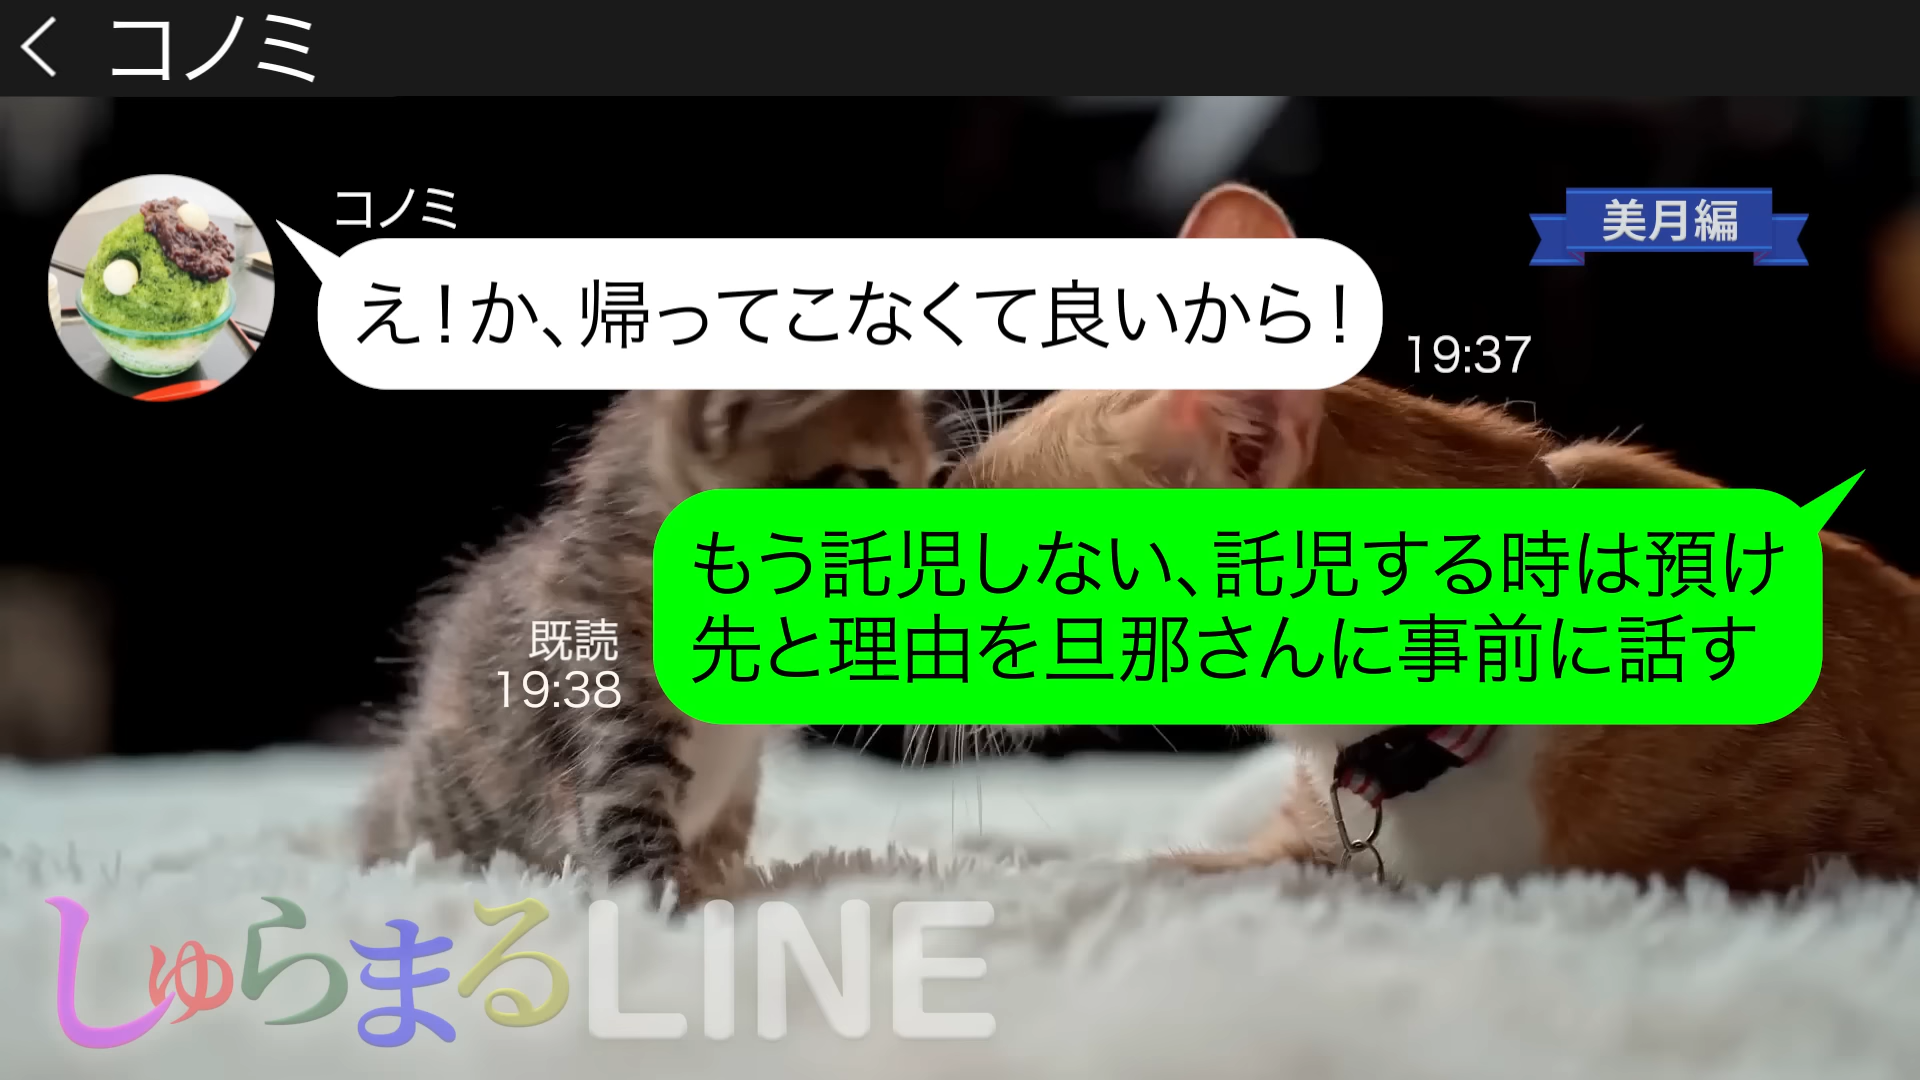 コノミ
コノミ
美月編
え!か、帰ってこなくて良いから!
19:37
もう託児しない、託児する時は預け
先と理由を旦那さんに事前に話す
既読
19:38
しゅらまるLINE